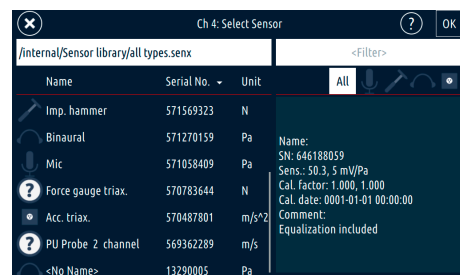 Ch 4: Select Sensor
? OK
/internal/Sensor library/all types.senx
<Filter>
Name Serial No. Unit
All
Imp. hammer 571569323 N
Binaural 571270159 Pa
Mic 571058409 Pa
? Force gauge triax. 570783644 N
Acc. triax. 570487801 m/s^2
? PU Probe 2 channel 569362289 m/s
<No Name> 13290005 Pa
Name:
SN: 646188059
Sens.: 50.3, 5 mV/Pa
Cal. factor: 1.000, 1.000
Cal. date: 0001-01-01 00:00:00
Comment:
Equalization included